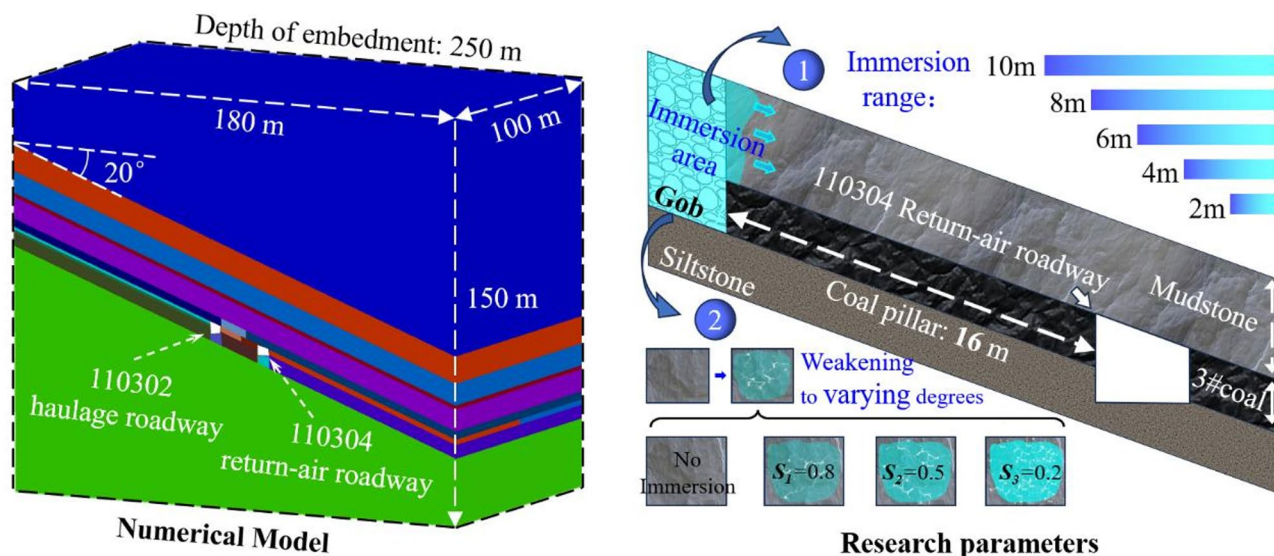 Depth of embedment: 250 m
180 m
100 m
20°
150 m
110302
haulage roadway
110304
return-air roadway
Numerical Model
1
Immersion
range:
10m
8m
6m
4m
2m
Immersion
area
Gob
110304 Return-air roadway
Mudstone
Siltstone
Coal pillar: 16 m
3#coal
2
Weakening
to varying degrees
No
Immersion
S₁=0.8
S₂=0.5
S₃=0.2
Research parameters